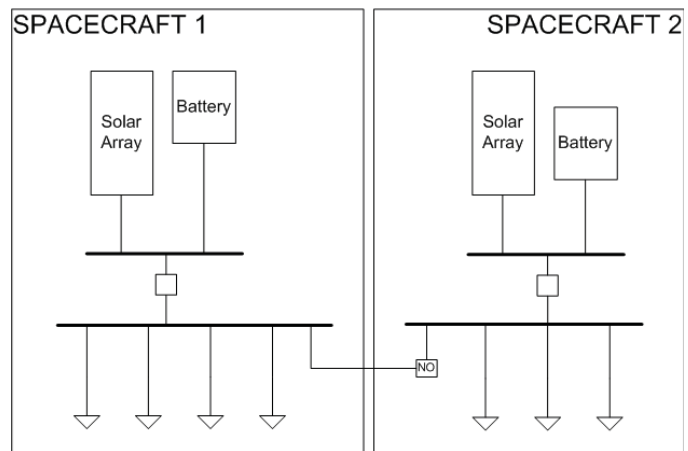 SPACECRAFT 1
Solar
Array
Battery
SPACECRAFT 2
Solar
Array
Battery
NO